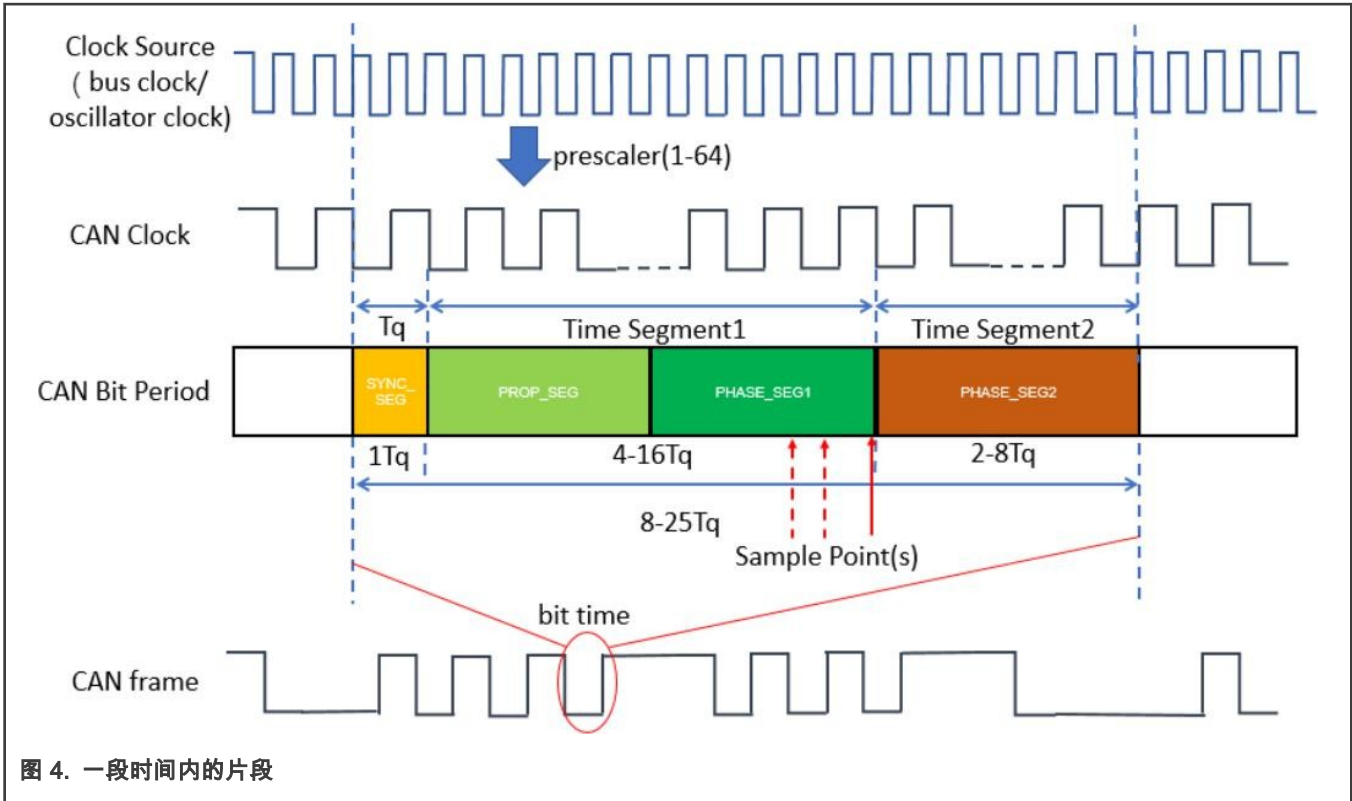 Clock Source
( bus clock/
oscillator clock)
prescaler(1-64)
CAN Clock
Tq
Time Segment1
Time Segment2
CAN Bit Period
SYNC_
SEG
PROP_SEG
PHASE_SEG1
PHASE_SEG2
1Tq
4-16Tq
2-8Tq
8-25Tq
Sample Point(s)
bit time
CAN frame
图 4. 一段时间内的片段